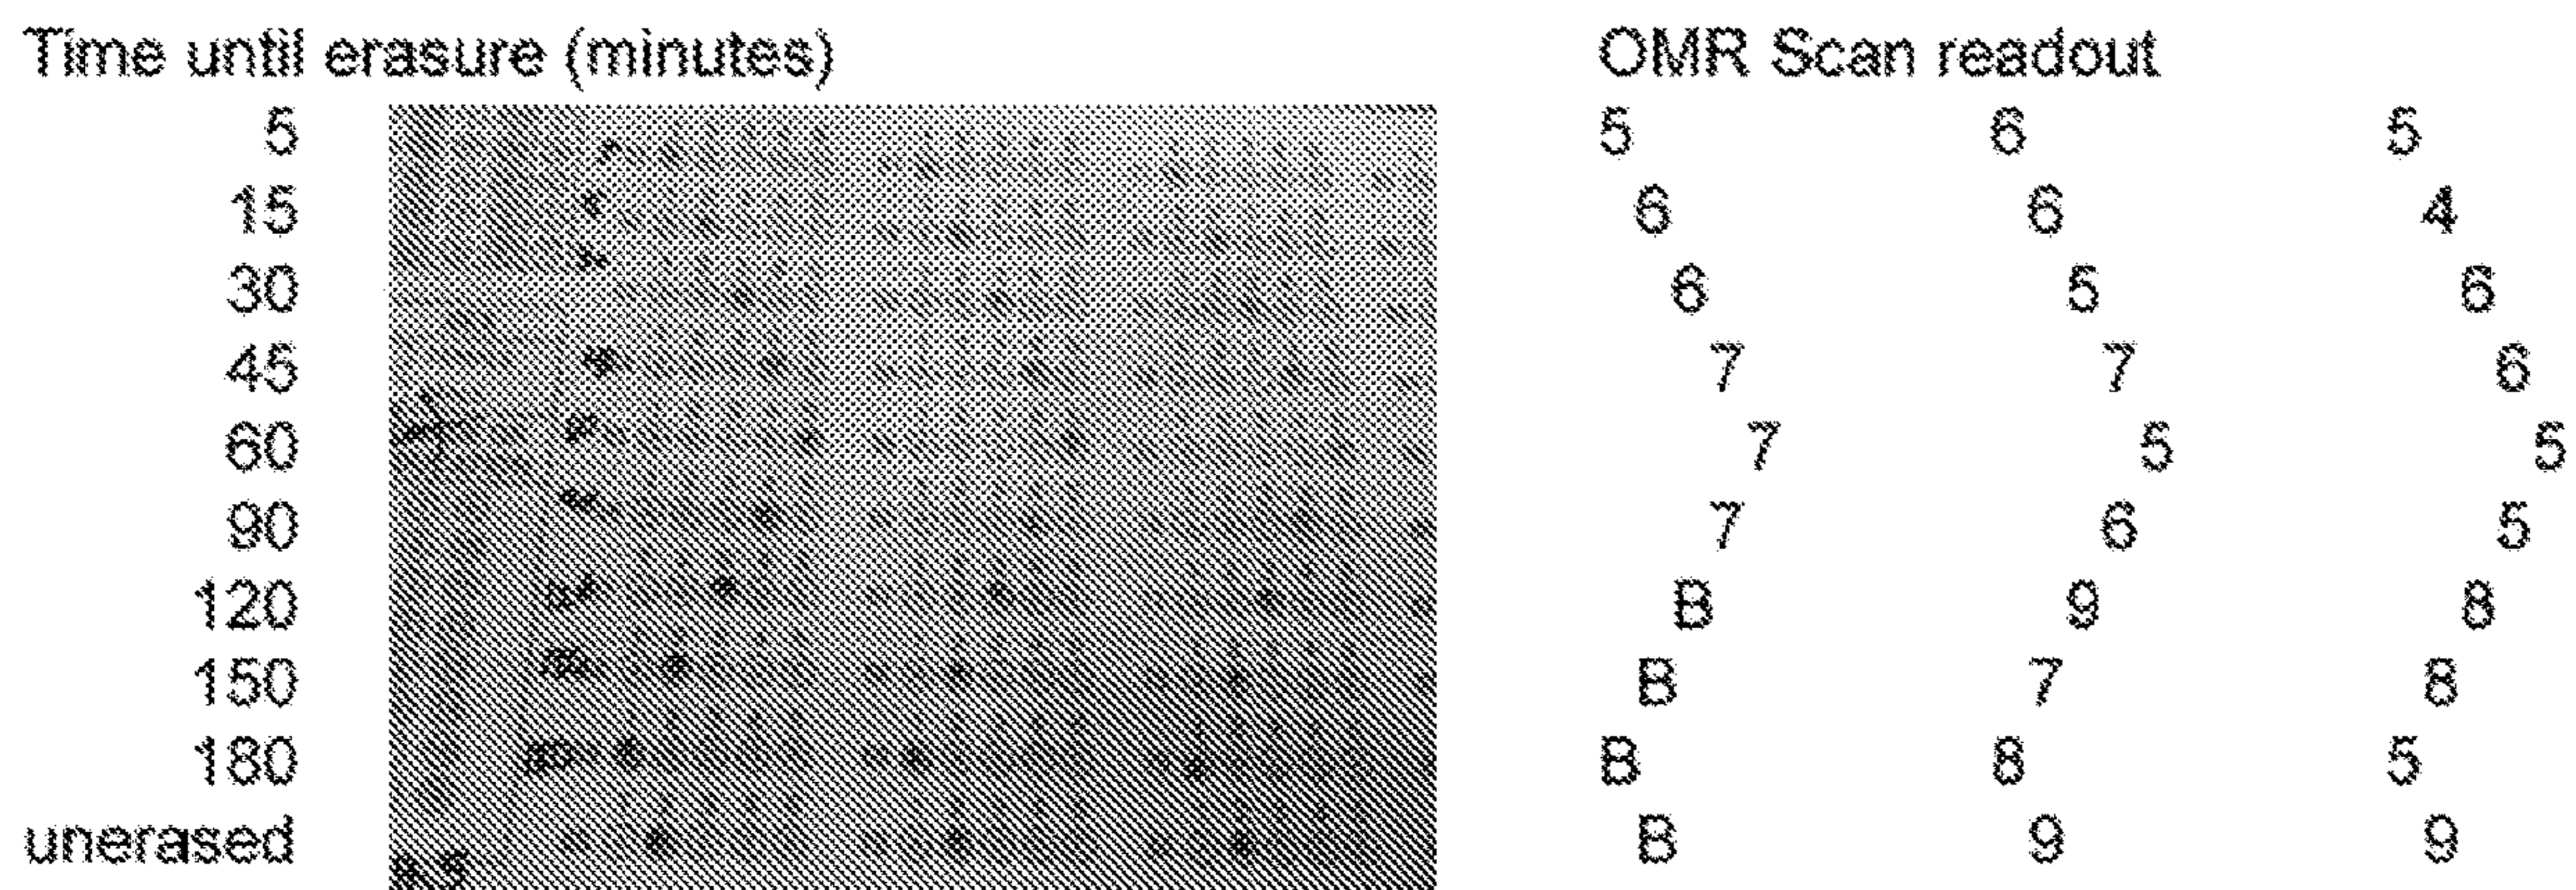 Time until erasure (minutes) OMR Scan readout
5 5 6 5
15 6 6 4
30 6 5 6
45 7 7 6
60 7 5 5
90 7 6 5
120 B 9 8
150 B 7 8
180 B 8 5
unerased B 9 9